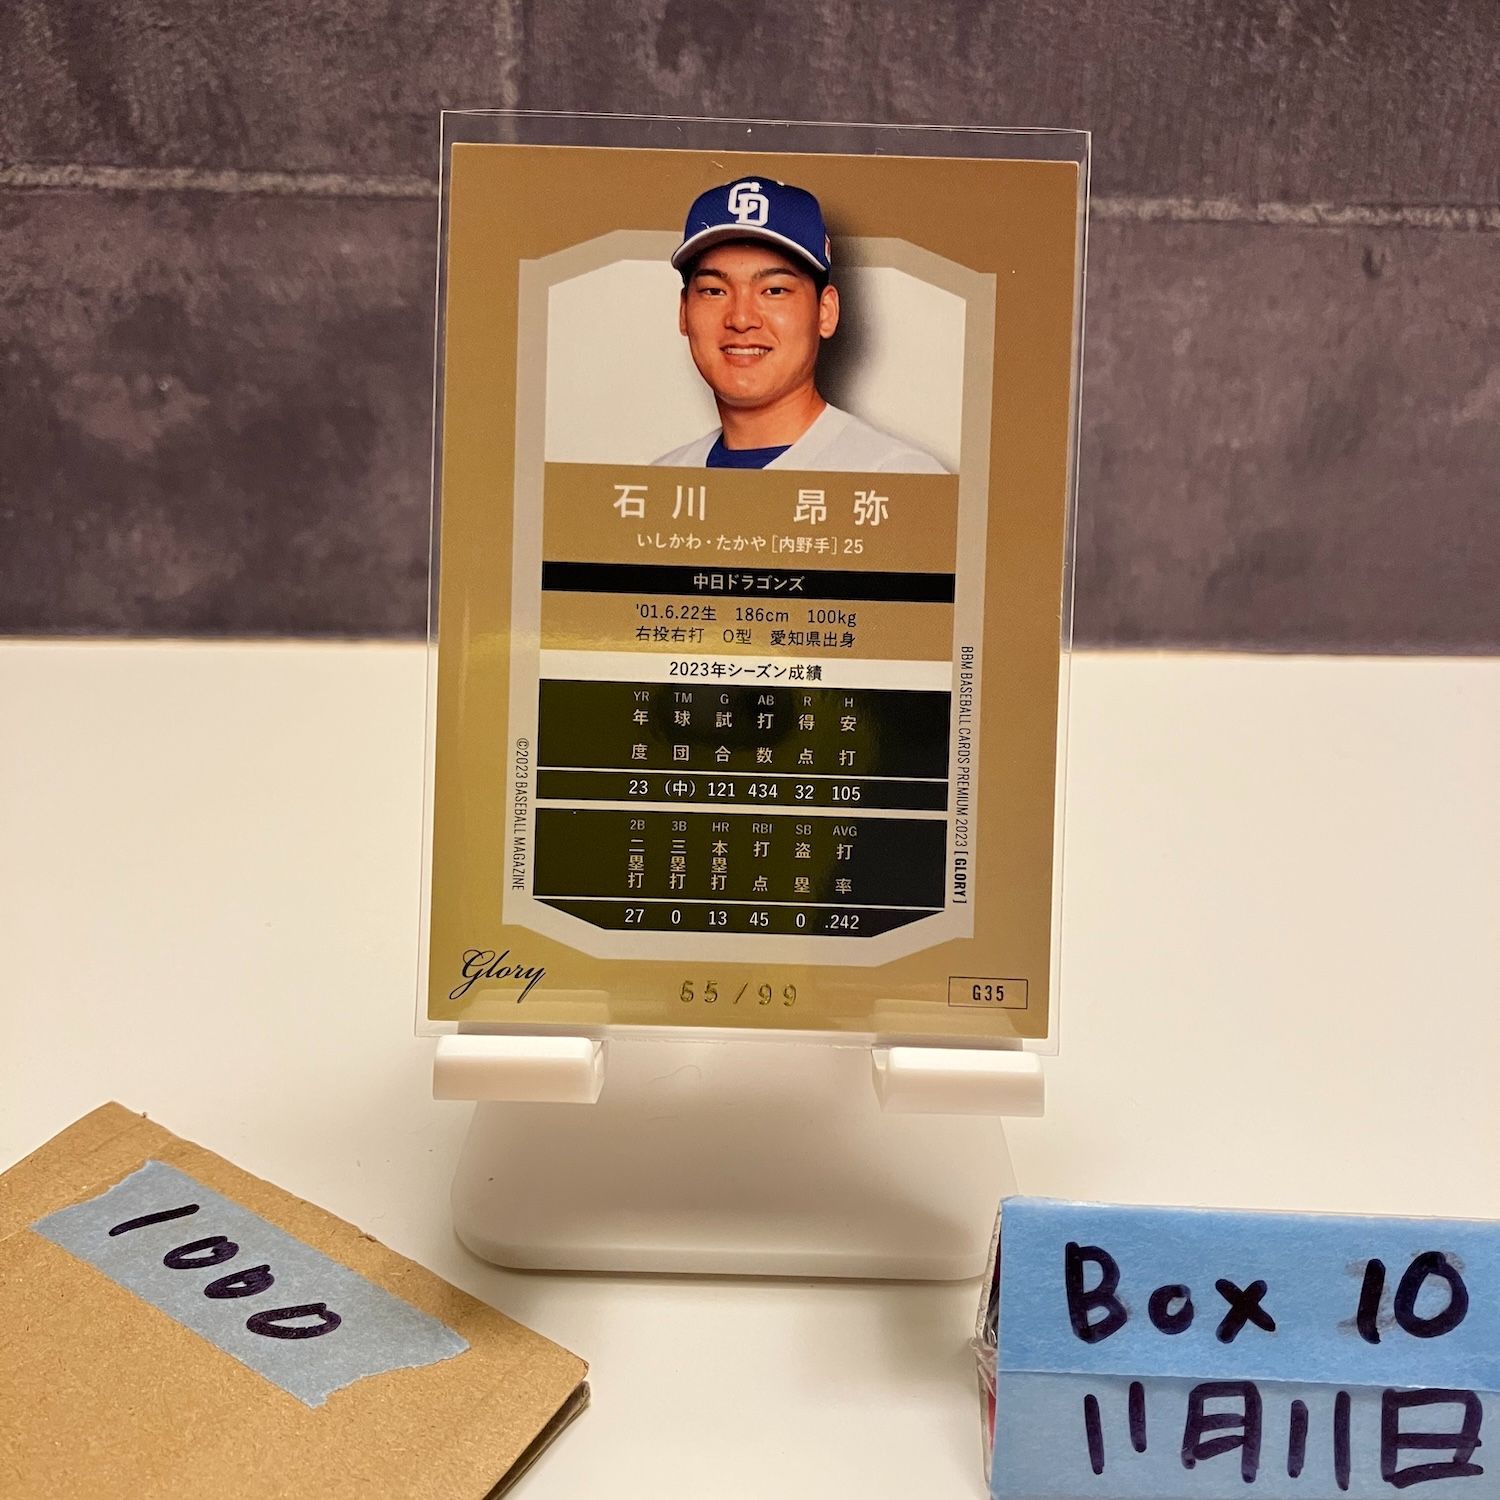 CD
石川 昂弥
いしかわ・たかや[内野手] 25
中日ドラゴンズ
'01.6.22生 186cm 100kg
右投右打 O型 愛知県出身
2023年シーズン成績
YR TM G AB R H
年度 球団 試合 打数 得点 安打
23 (中) 121 434 32 105
2B 3B HR RBI SB AVG
二塁打 三塁打 本塁打 打点 盗塁 打率
27 0 13 45 0 .242
©2023 BASEBALL MAGAZINE
BBM BASEBALL CARDS PREMIUM 2023 [GLORY]
Glory
65/99
G35
1000
Box 10
11月11日